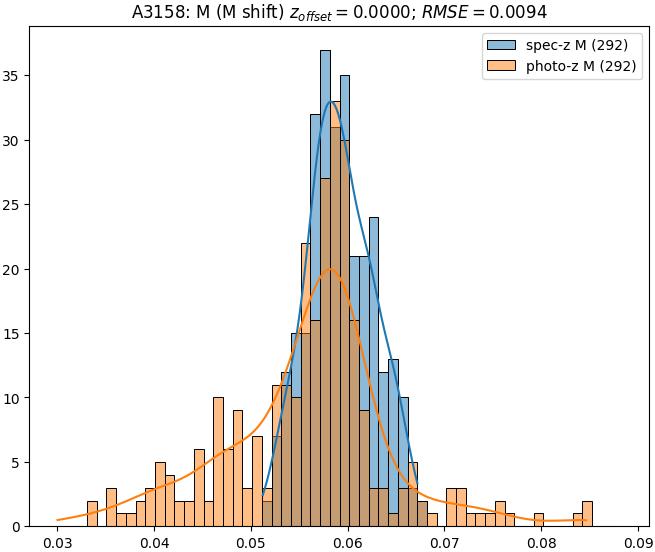 A3158: M (M shift) z_offset = 0.0000; RMSE = 0.0094
spec-z M (292)
photo-z M (292)
35
30
25
20
15
10
5
0
0.03 0.04 0.05 0.06 0.07 0.08 0.09